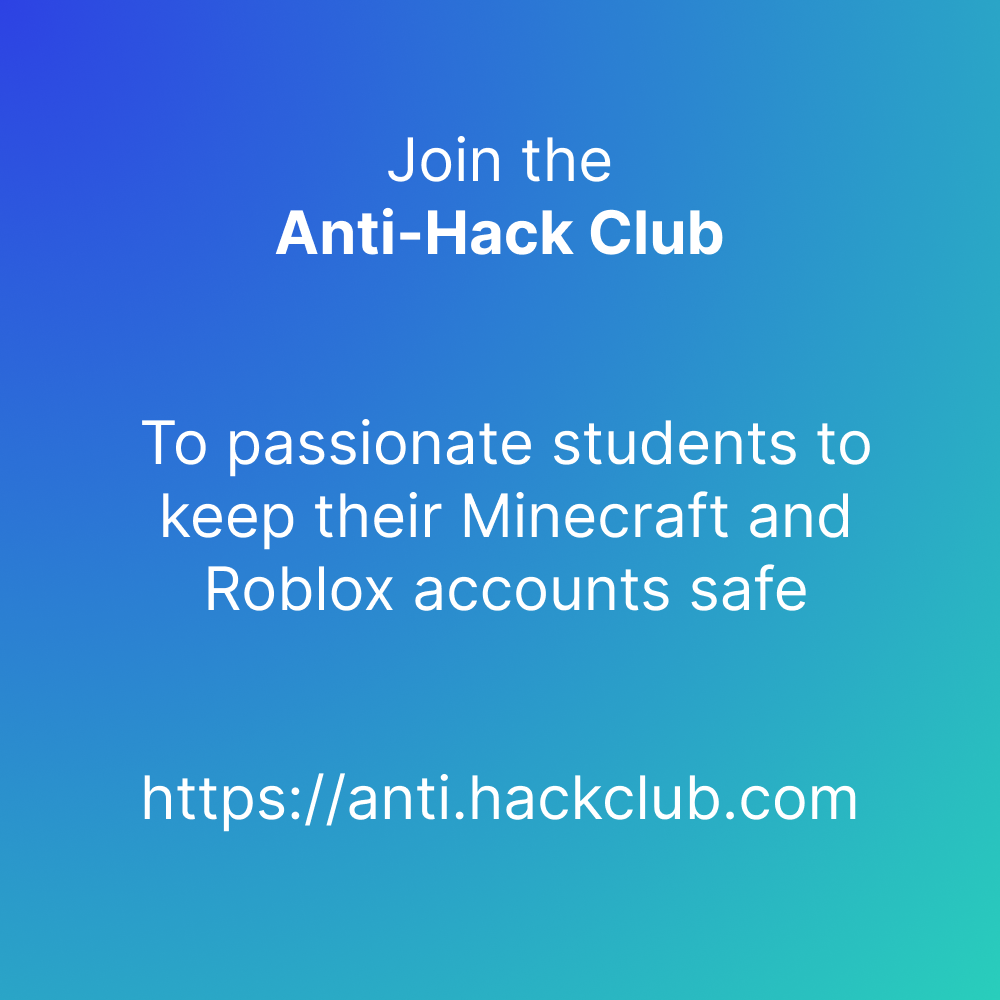 Join the
Anti-Hack Club
To passionate students to
keep their Minecraft and
Roblox accounts safe
https://anti.hackclub.com